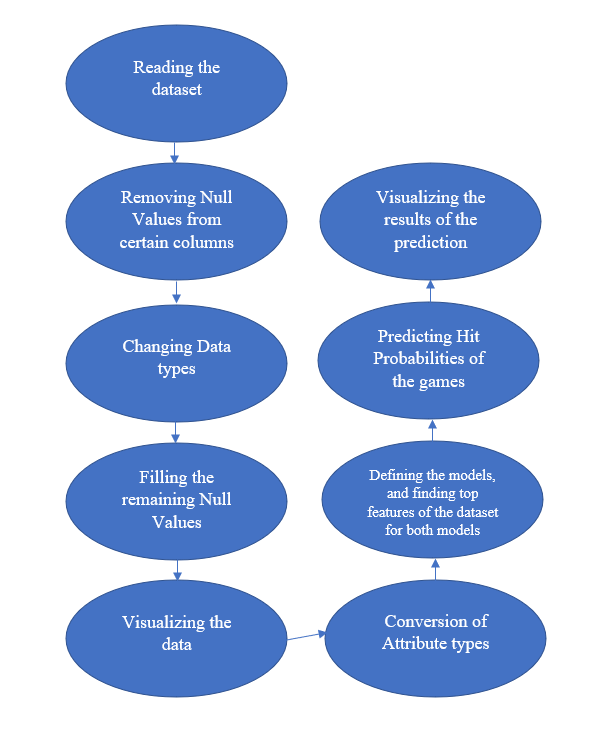 Reading the
dataset
Removing Null
Values from
certain columns
Changing Data
types
Filling the
remaining Null
Values
Visualizing the
data
Conversion of
Attribute types
Defining the models,
and finding top
features of the dataset
for both models
Predicting Hit
Probabilities of
the games
Visualizing the
results of the
prediction